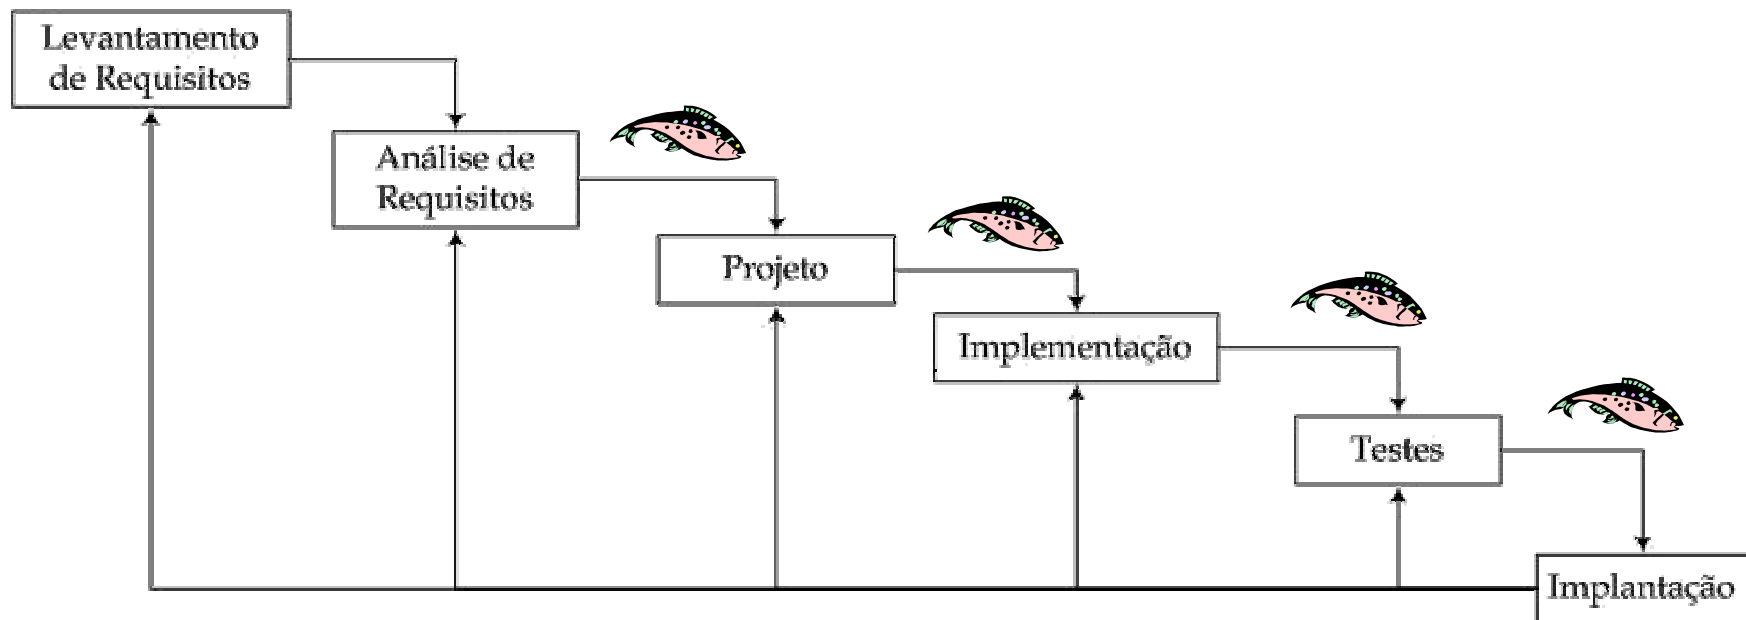 Levantamento
de Requisitos
Análise de
Requisitos
Projeto
Implementação
Testes
Implantação